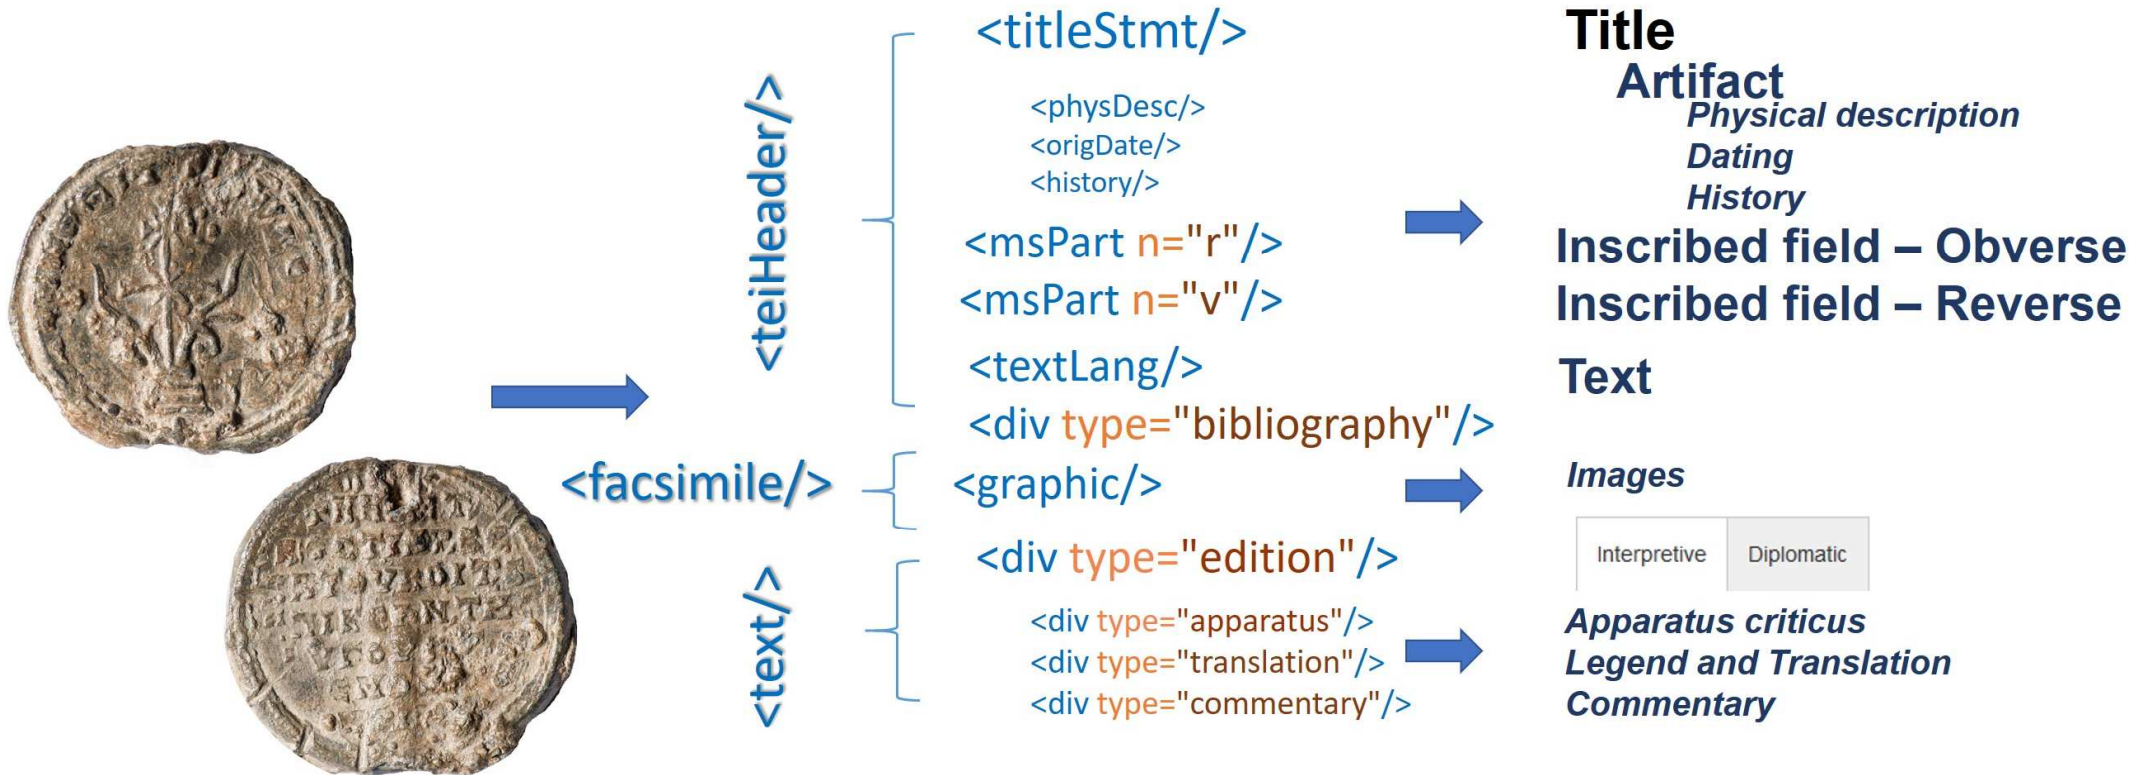 <teiHeader/>
<titleStmt/>
<physDesc/>
<origDate/>
<history/>
<msPart n="r"/>
<msPart n="v"/>
<textLang/>
<div type="bibliography"/>
<facsimile/>
<graphic/>
<text/>
<div type="edition"/>
<div type="apparatus"/>
<div type="translation"/>
<div type="commentary"/>
Title
Artifact
Physical description
Dating
History
Inscribed field – Obverse
Inscribed field – Reverse
Text
Images
Interpretive Diplomatic
Apparatus criticus
Legend and Translation
Commentary